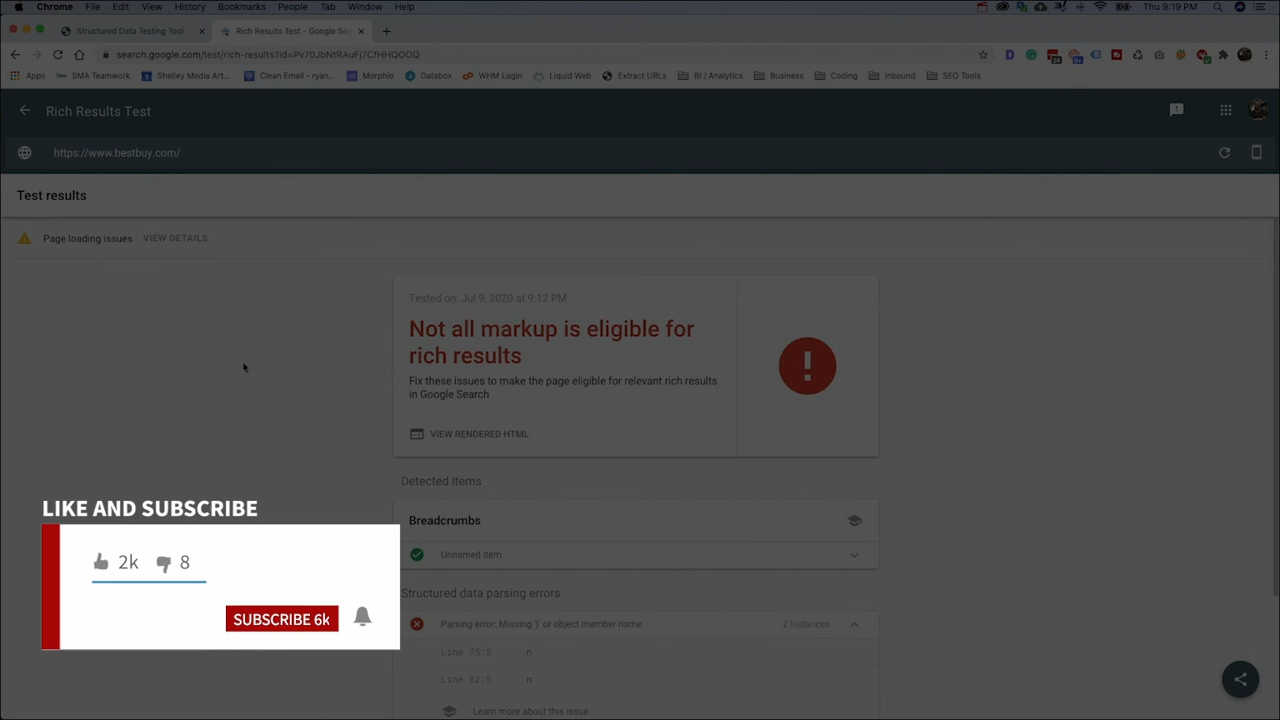 Chrome File Edit View History Bookmarks People Tab Window Help Thu 9:19 PM
Structured Data Testing Tool Rich Results Test - Google Sea
search.google.com/test/rich-results?id=
Apps SMA Teamwork Shelley Media Art... Clean Email - ryan... Morphio Databox WHM Login Liquid Web Extract URLs BI / Analytics Business Coding Inbound SEO Tools
Rich Results Test
https://www.bestbuy.com/
Test results
Page loading issues VIEW DETAILS
Tested on: Jul 9, 2020 at 9:12 PM
Not all markup is eligible for
rich results
Fix these issues to make the page eligible for relevant rich results
in Google Search
VIEW RENDERED HTML
Detected items
Breadcrumbs
Unnamed item
Structured data parsing errors
Parsing error: Missing '}' or object member name 2 instances
Line 75:5 n
Line 82:5 n
Learn more about this issue
LIKE AND SUBSCRIBE
2k 8
SUBSCRIBE 6k